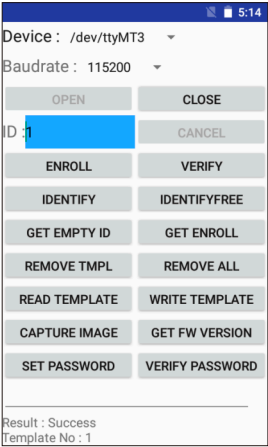 5:14
Device : /dev/ttyMT3
Baudrate : 115200
OPEN CLOSE
ID :1 CANCEL
ENROLL VERIFY
IDENTIFY IDENTIFYFREE
GET EMPTY ID GET ENROLL
REMOVE TMPL REMOVE ALL
READ TEMPLATE WRITE TEMPLATE
CAPTURE IMAGE GET FW VERSION
SET PASSWORD VERIFY PASSWORD
Result : Success
Template No : 1